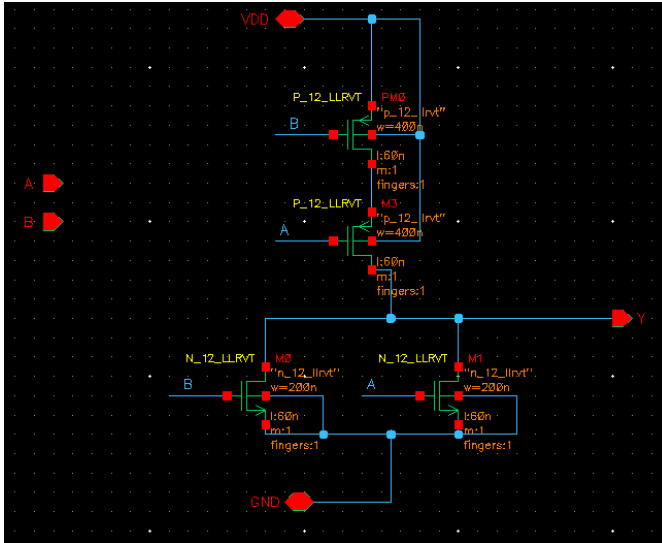 VDD
P_12_LLRVT PM0
"p_12_llrvt"
B
w=400n
l:60n
m:1
fingers:1
A
P_12_LLRVT M3
"p_12_llrvt"
B
w=400n
A
l:60n
m:1
fingers:1
Y
N_12_LLRVT M0 N_12_LLRVT M1
"n_12_llrvt" "n_12_llrvt"
B w=200n A w=200n
l:60n l:60n
m:1 m:1
fingers:1 fingers:1
GND